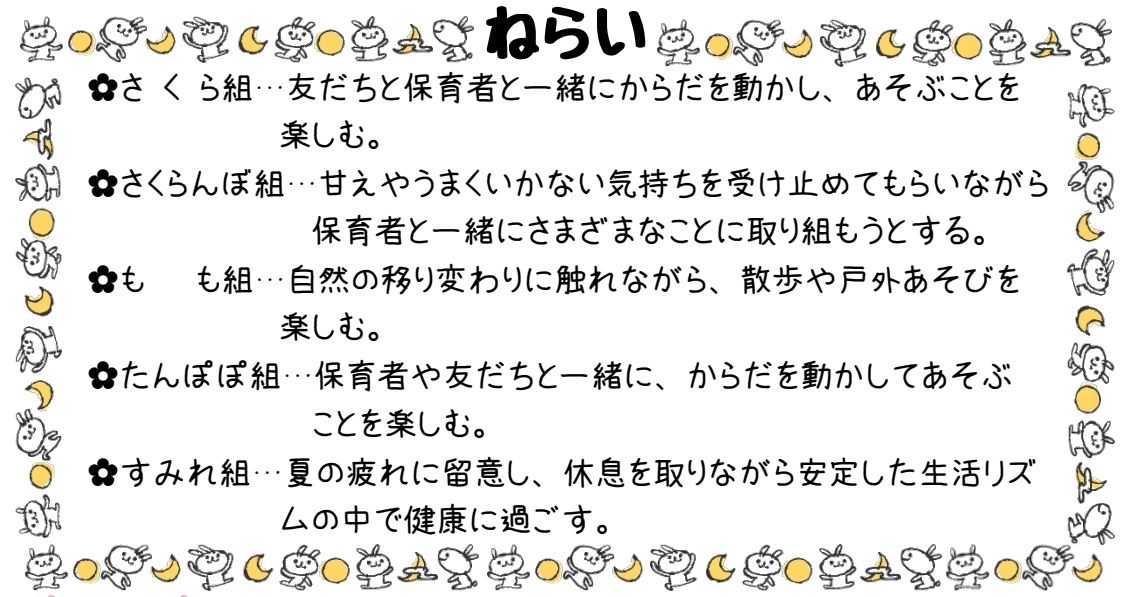 ねらい
✿さくら組…友だちと保育者と一緒にからだを動かし、あそぶことを
楽しむ。
✿さくらんぼ組…甘えやうまくいかない気持ちを受け止めてもらいながら
保育者と一緒にさまざまなことに取り組もうとする。
✿もも組…自然の移り変わりに触れながら、散歩や戸外あそびを
楽しむ。
✿たんぽぽ組…保育者や友だちと一緒に、からだを動かしてあそぶ
ことを楽しむ。
✿すみれ組…夏の疲れに留意し、休息を取りながら安定した生活リズ
ムの中で健康に過ごす。